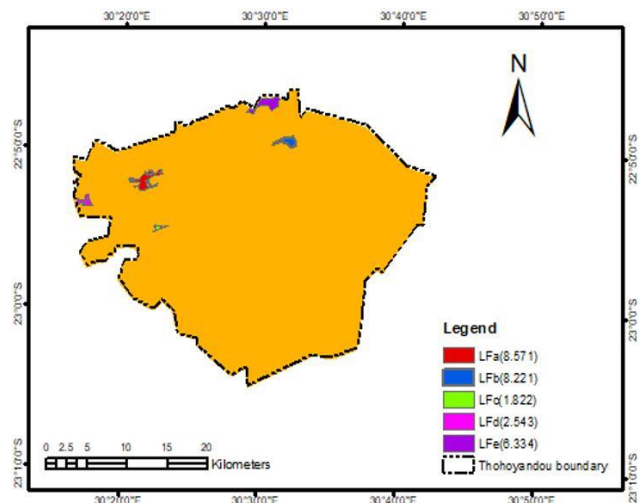 30°20'0"E 30°30'0"E 30°40'0"E 30°50'0"E
N
22°50'0"S 22°50'0"S
23°0'0"S 23°0'0"S
Legend
LFa(8.571)
LFb(8.221)
LFc(1.822)
LFd(2.543)
LFe(6.334)
Thohoyandou boundary
0 2.5 5 10 15 20
Kilometers
23°10'0"S 23°10'0"S
30°20'0"E 30°30'0"E 30°40'0"E 30°50'0"E